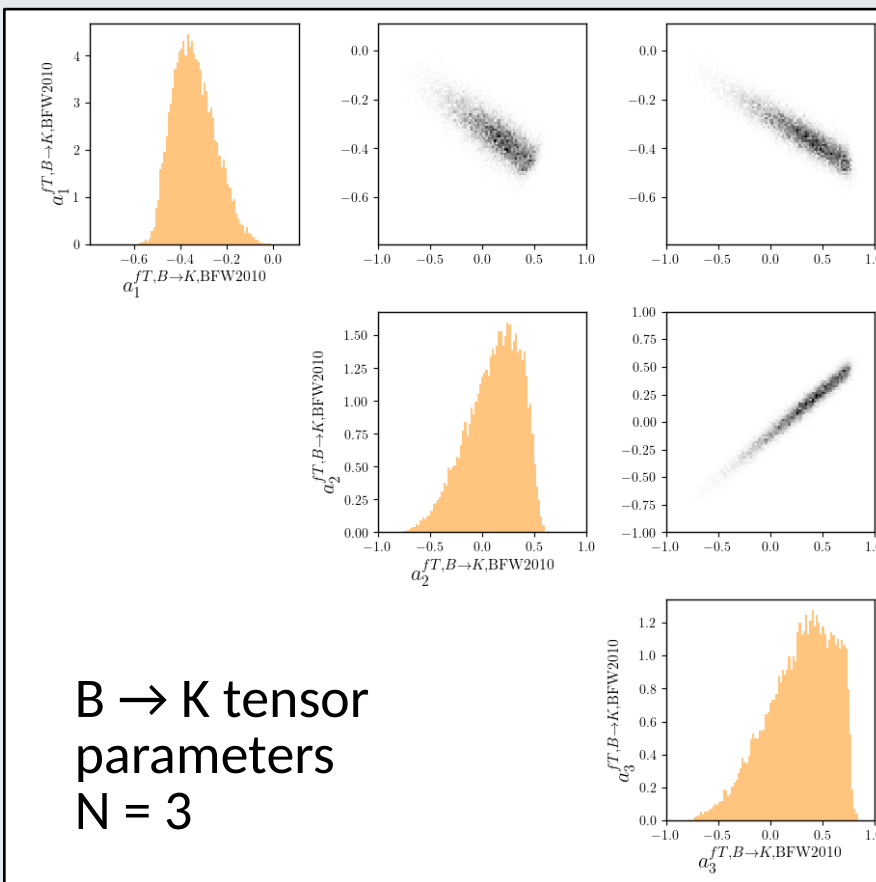 4
3
2
1
0
−0.6 −0.4 −0.2 0.0
a_1^{fT,B→K,BFW2010}
a_1^{fT,B→K,BFW2010}
0.0
−0.2
−0.4
−0.6
−1.0 −0.5 0.0 0.5 1.0
0.0
−0.2
−0.4
−0.6
−1.0 −0.5 0.0 0.5 1.0
1.50
1.25
1.00
0.75
0.50
0.25
0.00
−1.0 −0.5 0.0 0.5 1.0
a_2^{fT,B→K,BFW2010}
a_2^{fT,B→K,BFW2010}
1.00
0.75
0.50
0.25
0.00
−0.25
−0.50
−0.75
−1.00
−1.0 −0.5 0.0 0.5 1.0
1.2
1.0
0.8
0.6
0.4
0.2
0.0
−1.0 −0.5 0.0 0.5 1.0
a_3^{fT,B→K,BFW2010}
a_3^{fT,B→K,BFW2010}
B → K tensor
parameters
N = 3